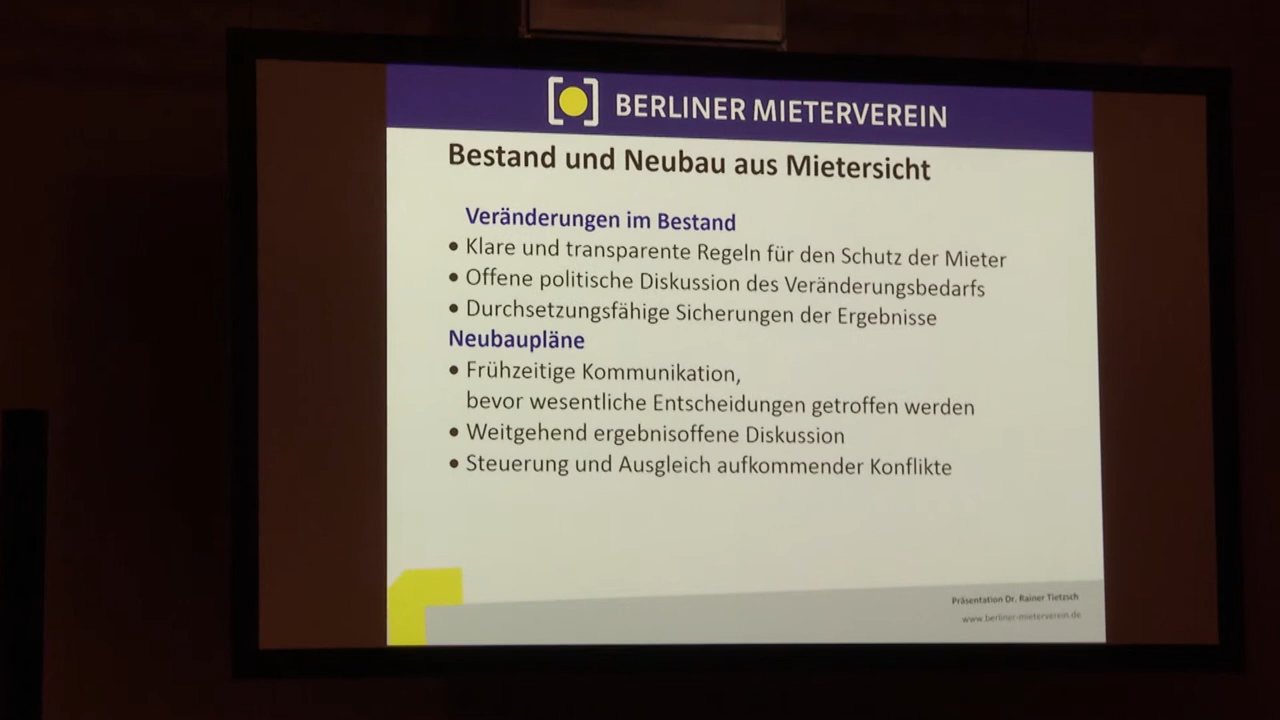 BERLINER MIETERVEREIN
Bestand und Neubau aus Mietersicht
Veränderungen im Bestand
• Klare und transparente Regeln für den Schutz der Mieter
• Offene politische Diskussion des Veränderungsbedarfs
• Durchsetzungsfähige Sicherungen der Ergebnisse
Neubaupläne
• Frühzeitige Kommunikation,
bevor wesentliche Entscheidungen getroffen werden
• Weitgehend ergebnisoffene Diskussion
• Steuerung und Ausgleich aufkommender Konflikte
Präsentation Dr. Rainer Tietzsch
www.berliner-mieterverein.de